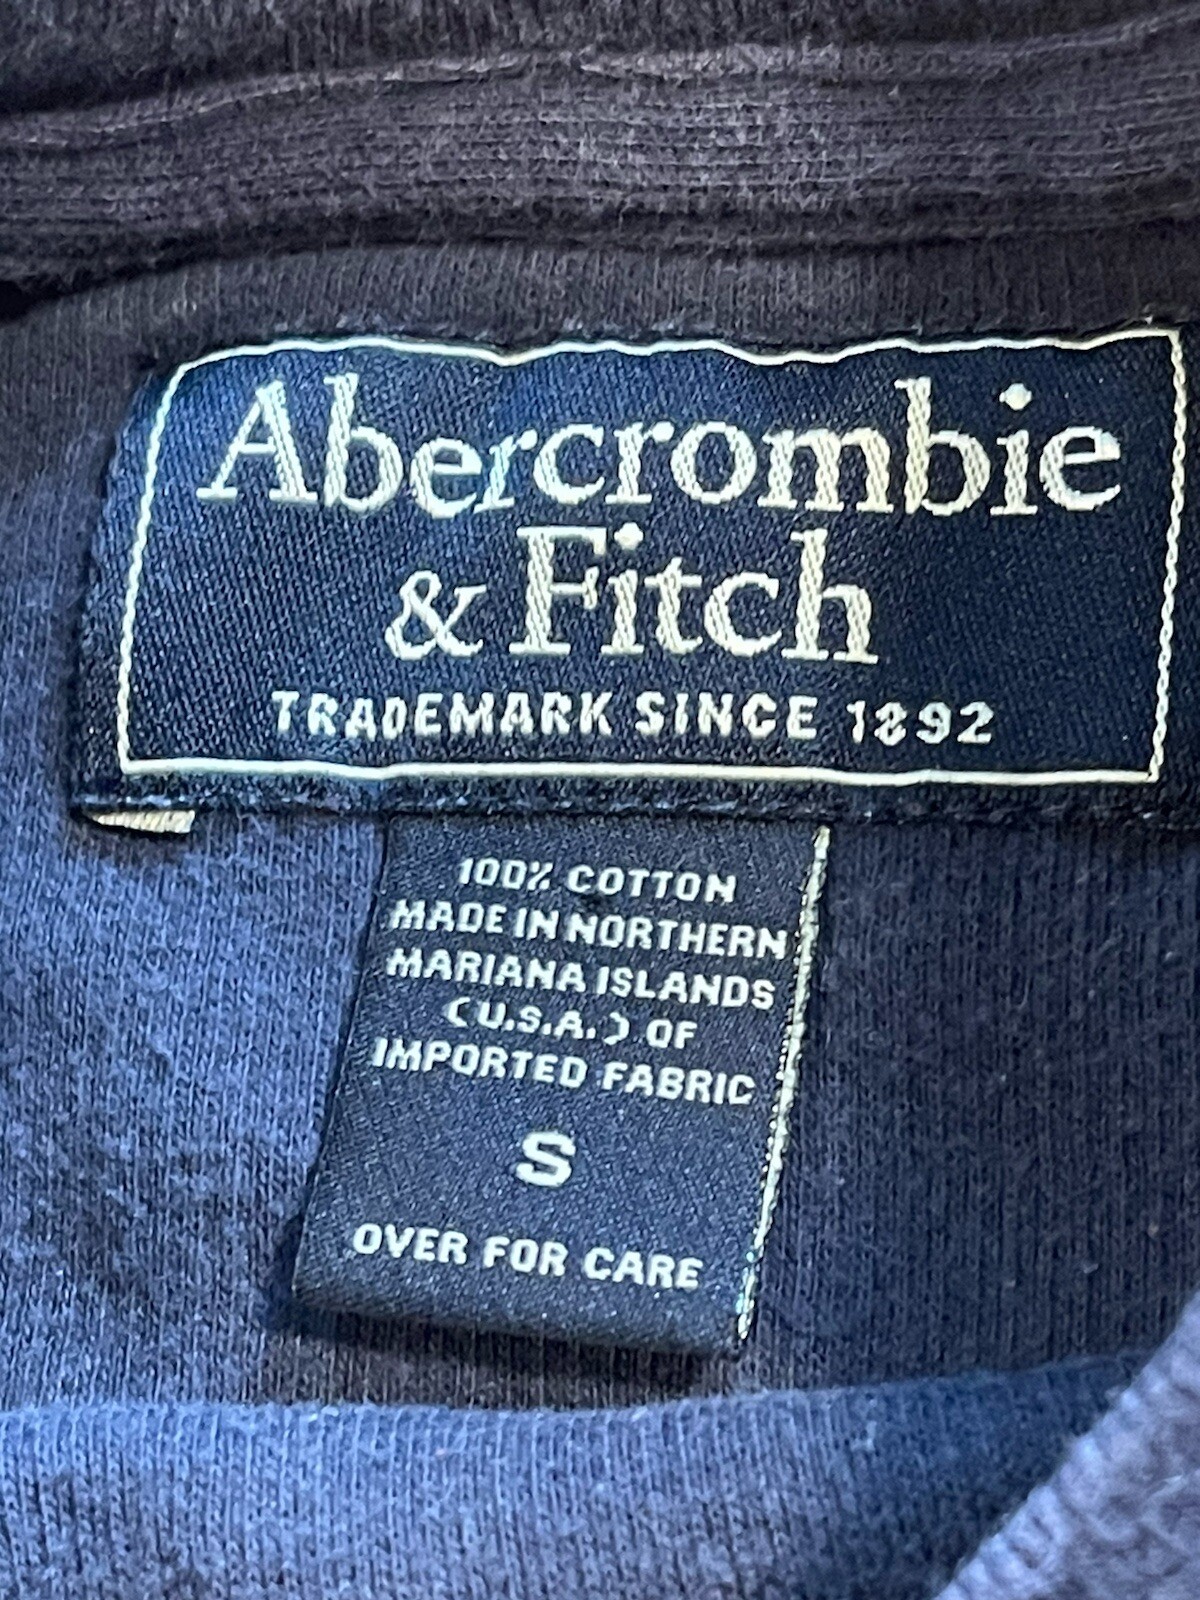 Abercrombie
& Fitch
TRADEMARK SINCE 1892
100% COTTON
MADE IN NORTHERN
MARIANA ISLANDS
(U.S.A.) OF
IMPORTED FABRIC
S
OVER FOR CARE